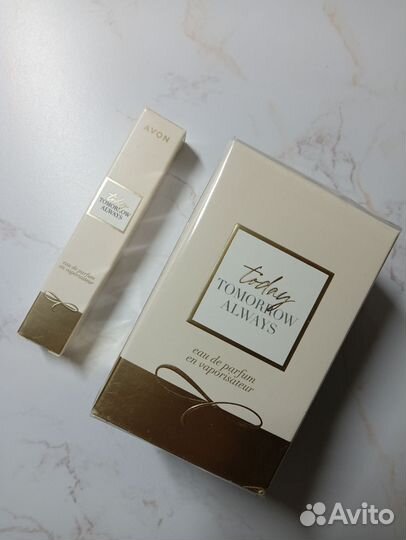 AVON
today
TOMORROW
ALWAYS
eau de parfum
en vaporisateur
today
TOMORROW
ALWAYS
eau de parfum
en vaporisateur
Avito